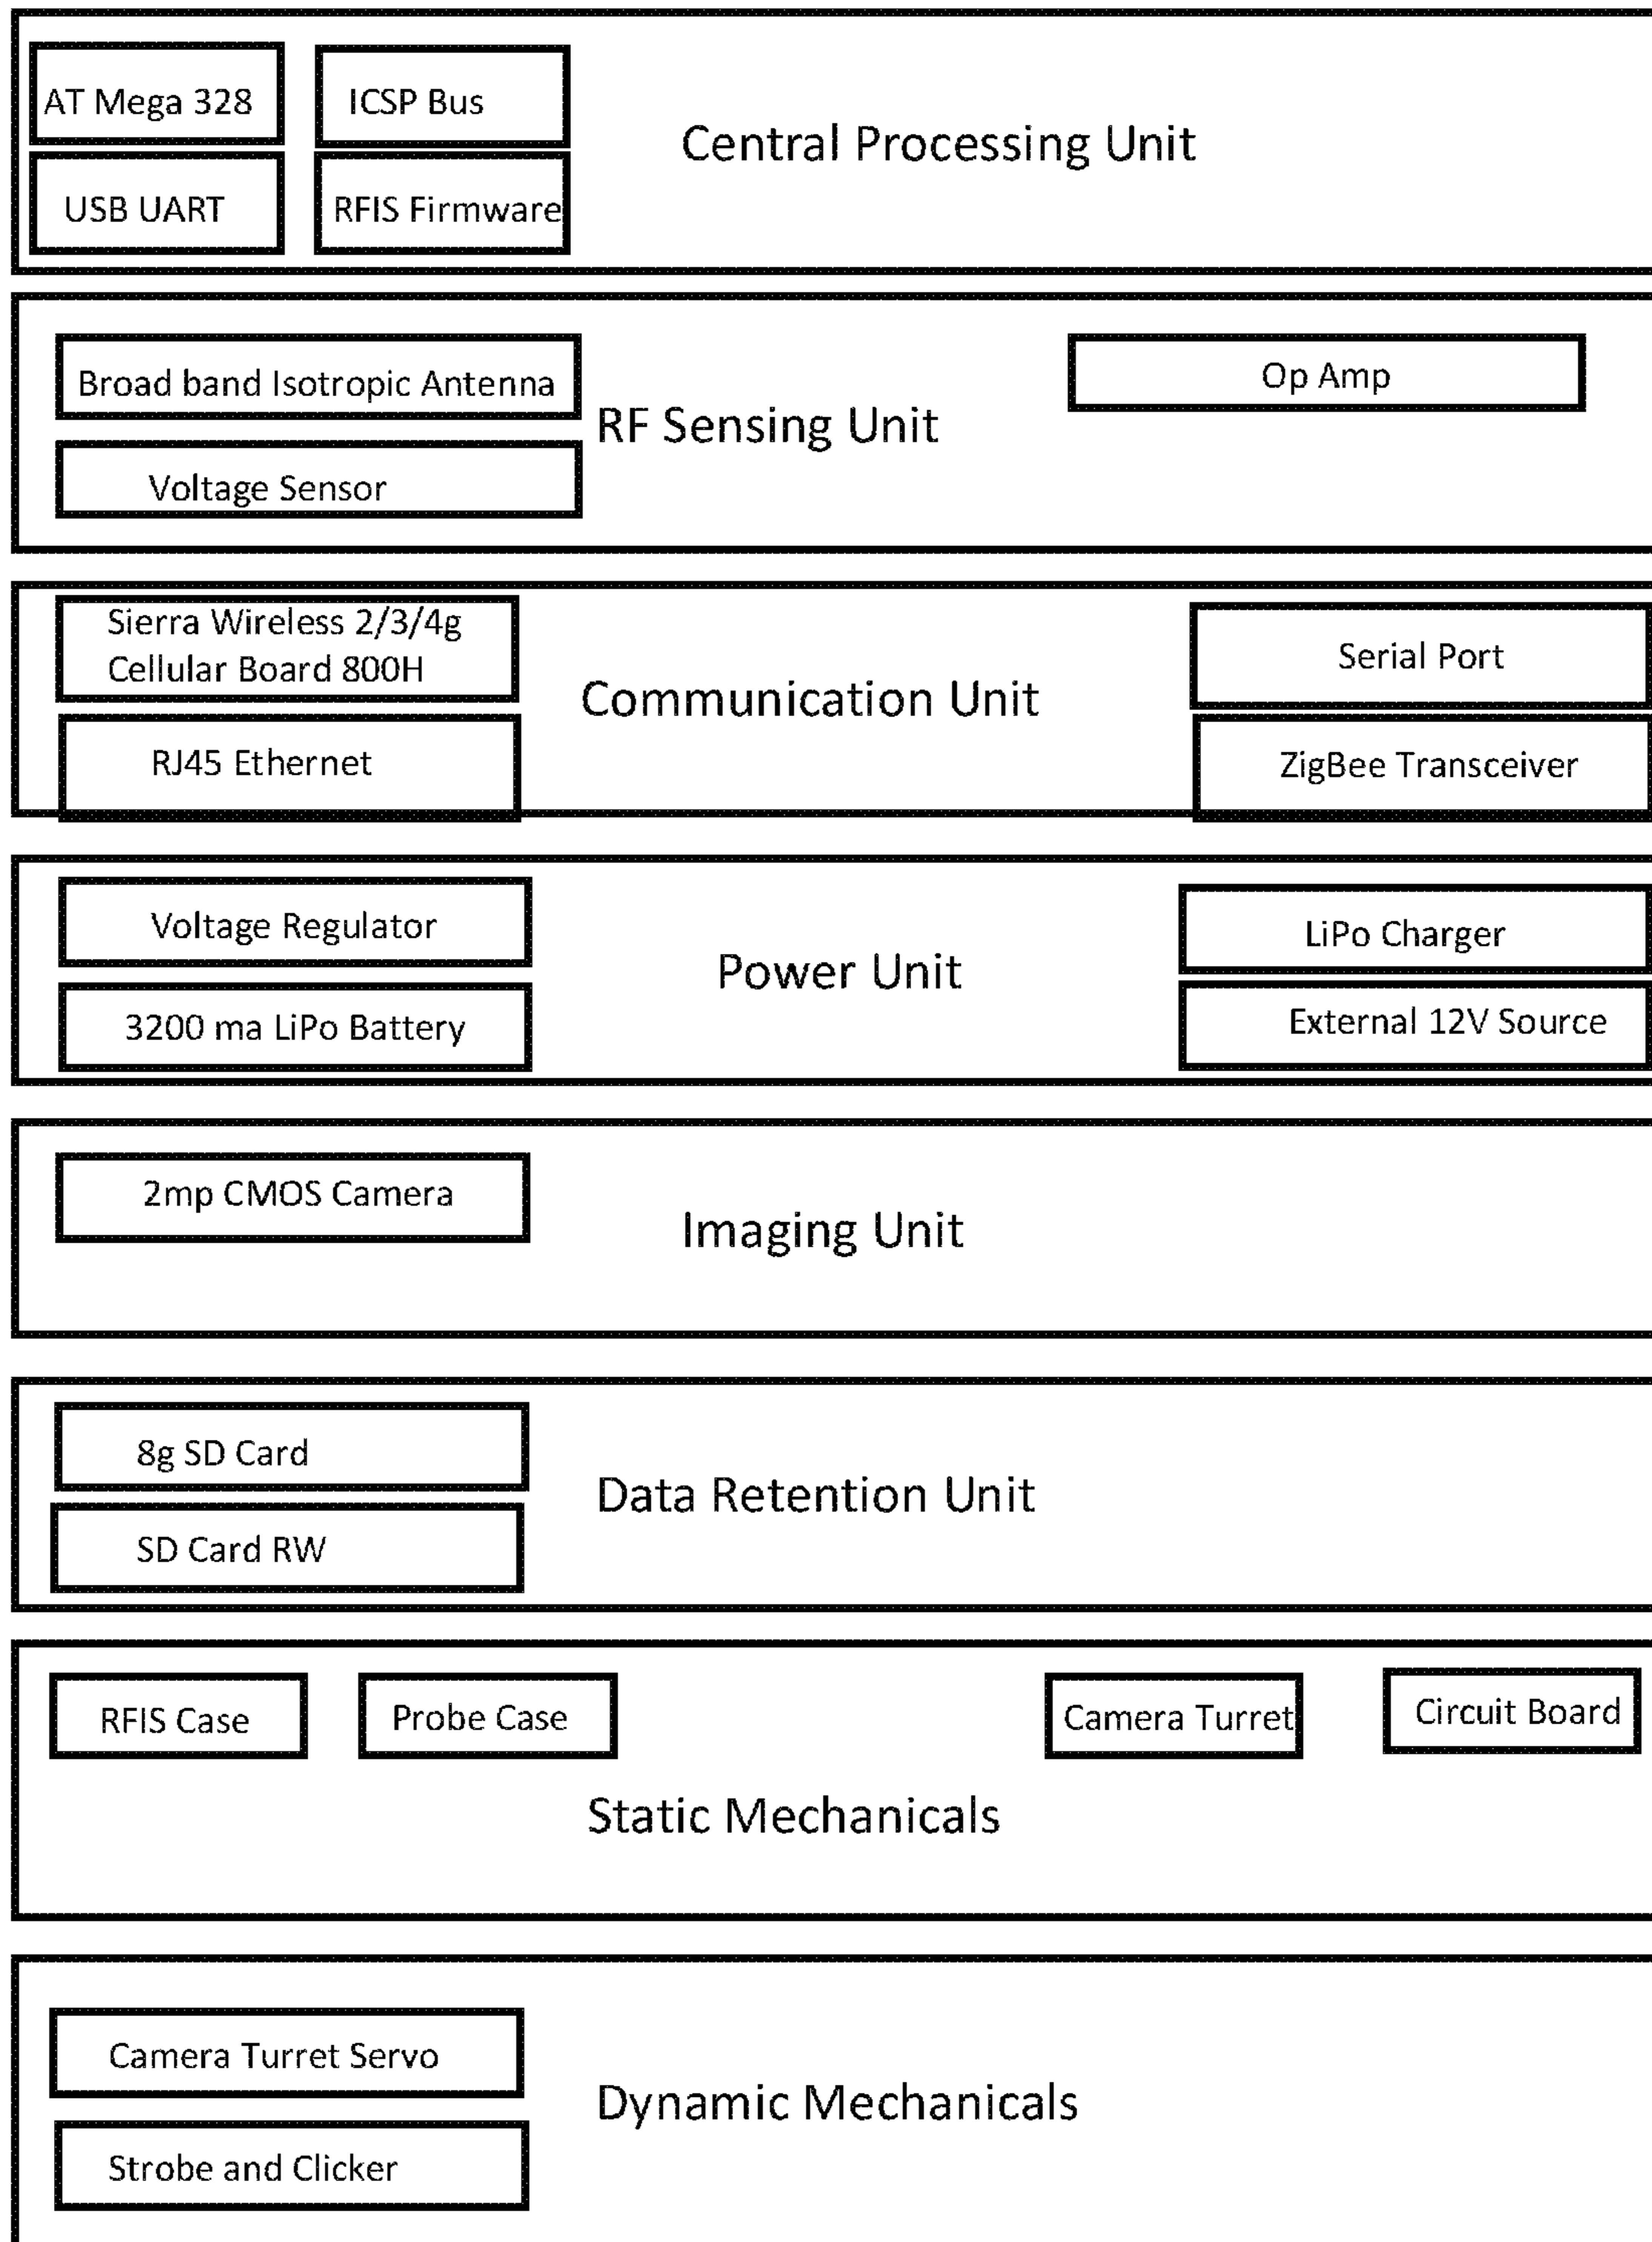 AT Mega 328
ICSP Bus
Central Processing Unit
USB UART
RFIS Firmware
Broad band Isotropic Antenna
Op Amp
RF Sensing Unit
Voltage Sensor
Sierra Wireless 2/3/4g
Cellular Board 800H
Serial Port
Communication Unit
RJ45 Ethernet
ZigBee Transceiver
Voltage Regulator
LiPo Charger
Power Unit
3200 ma LiPo Battery
External 12V Source
2mp CMOS Camera
Imaging Unit
8g SD Card
Data Retention Unit
SD Card RW
RFIS Case
Probe Case
Camera Turret
Circuit Board
Static Mechanicals
Camera Turret Servo
Dynamic Mechanicals
Strobe and Clicker